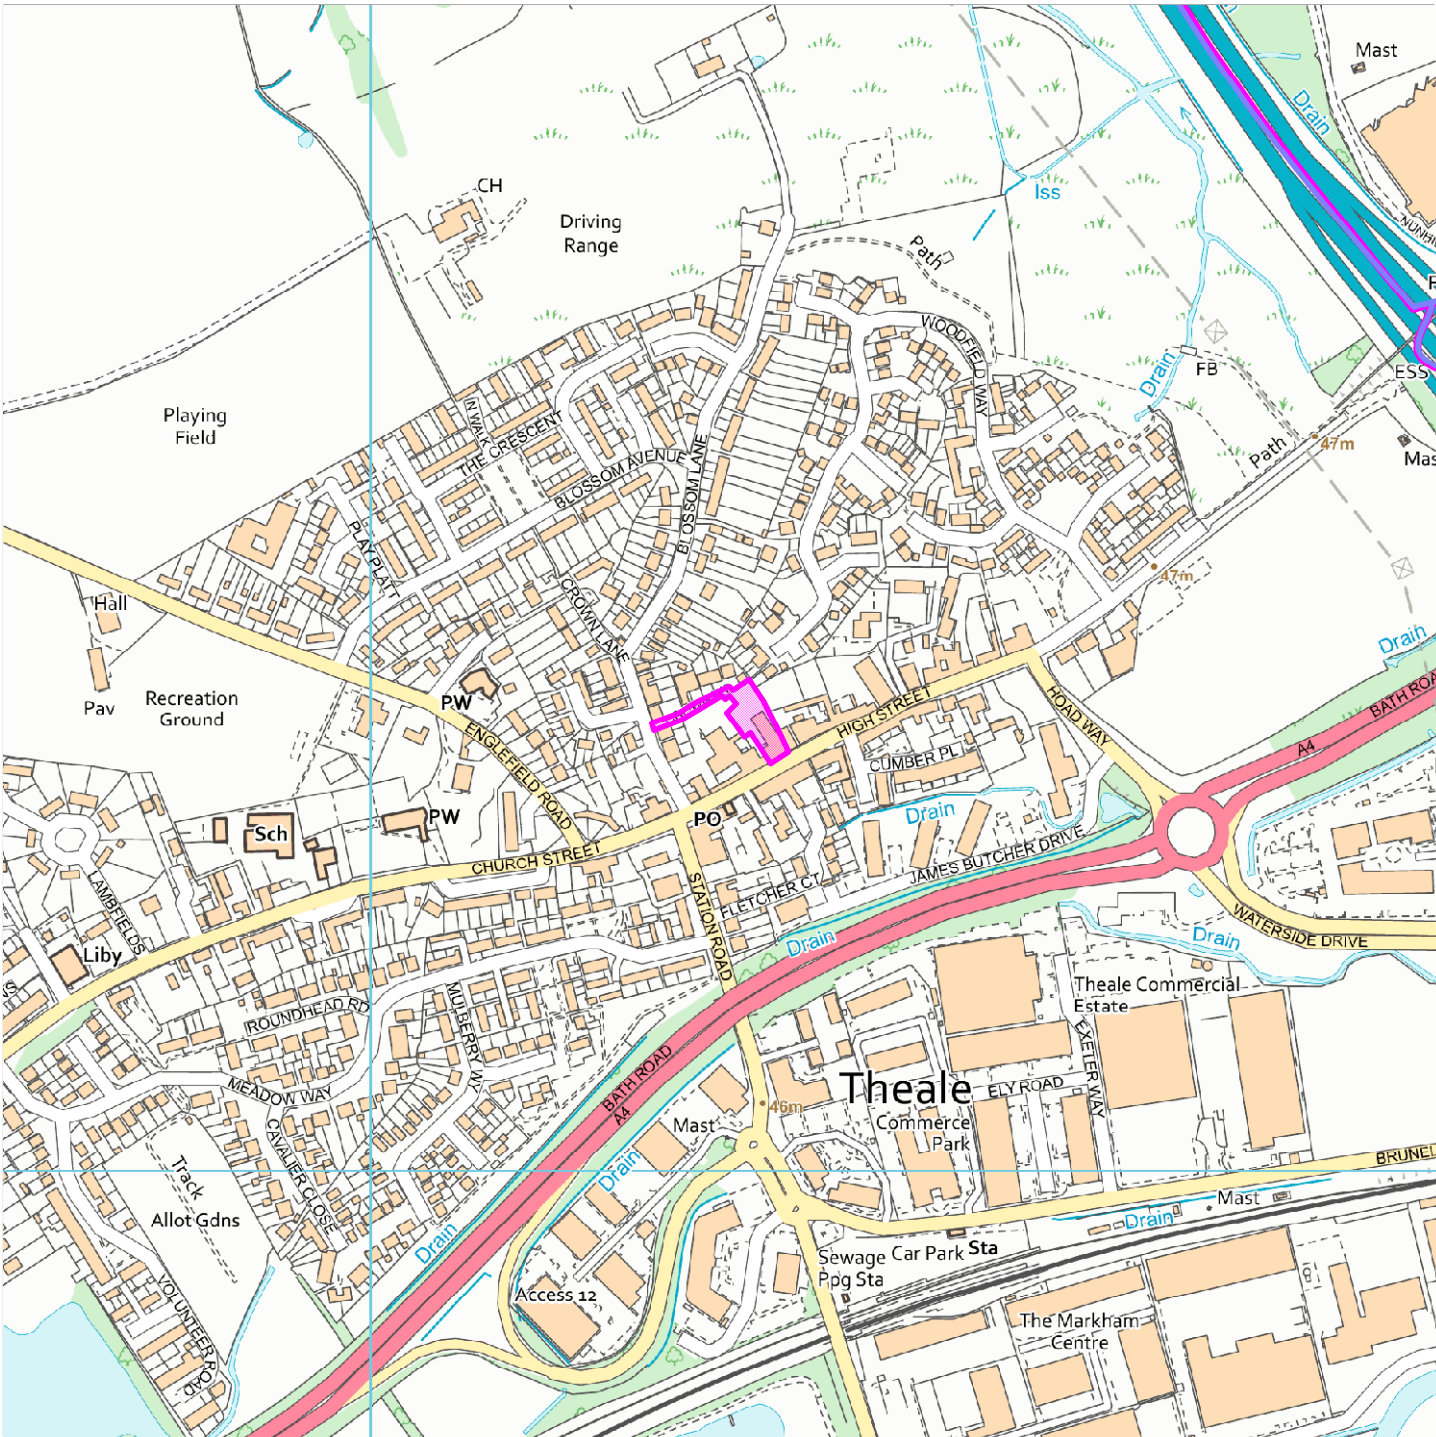 Mast
Drain
CH
Iss
Driving
Range
Path
WOODFIELD WAY
Drain
FB
ESS
N WALK
Playing
Field
THE CRESCENT
BLOSSOM AVENUE
BLOSSOM LANE
Path
47m
Mas
PLAY PLATT
47m
CROWN LANE
Hall
Drain
PW
Pav
Recreation
Ground
ENGLEFIELD ROAD
HIGH STREET
HOAD WAY
BATH ROA
A4
CUMBER PL
PW
Sch
PO
Drain
CHURCH STREET
JAMES BUTCHER DRIVE
LAMBFIELDS
STATION ROAD
FLETCHER CT
Drain
WATERSIDE DRIVE
Drain
Liby
Theale Commercial
Estate
ROUNDHEAD RD
MULBERRY WY
EXETER WAY
BATH ROAD
A4
MEADOW WAY
Theale
ELY ROAD
46m
Commerce
Park
Mast
CAVALIER CLOSE
Drain
BRUNEL
Track
Allot Gdns
Mast
Drain
Drain
Sewage
Ppg Sta
Car Park
Sta
Access 12
VOLUNTEER ROAD
The Markham
Centre